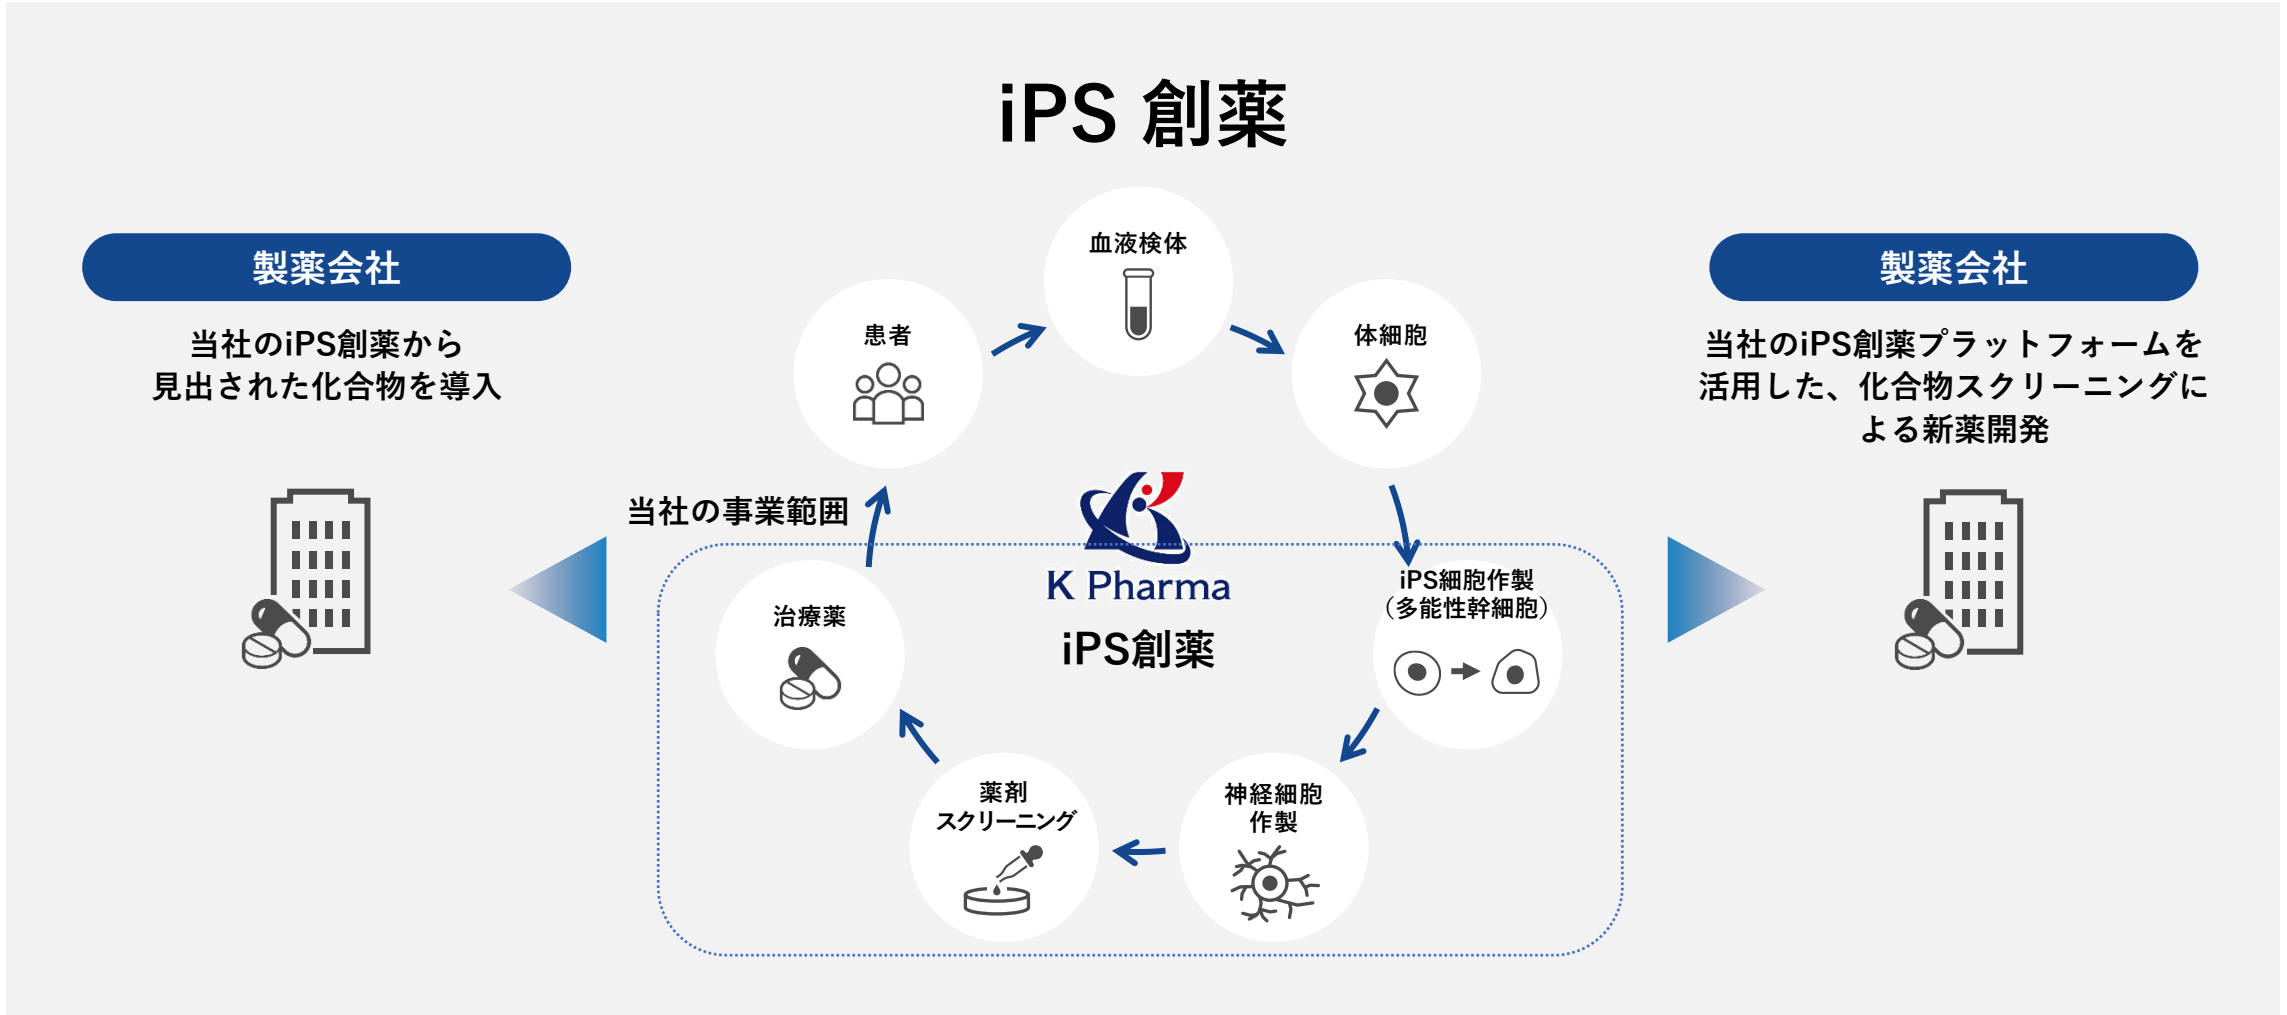 iPS 創薬
製薬会社
当社のiPS創薬から
見出された化合物を導入
血液検体
患者
体細胞
当社の事業範囲
K Pharma
iPS創薬
iPS細胞作製
（多能性幹細胞）
神経細胞
作製
薬剤
スクリーニング
治療薬
製薬会社
当社のiPS創薬プラットフォームを
活用した、化合物スクリーニングに
よる新薬開発